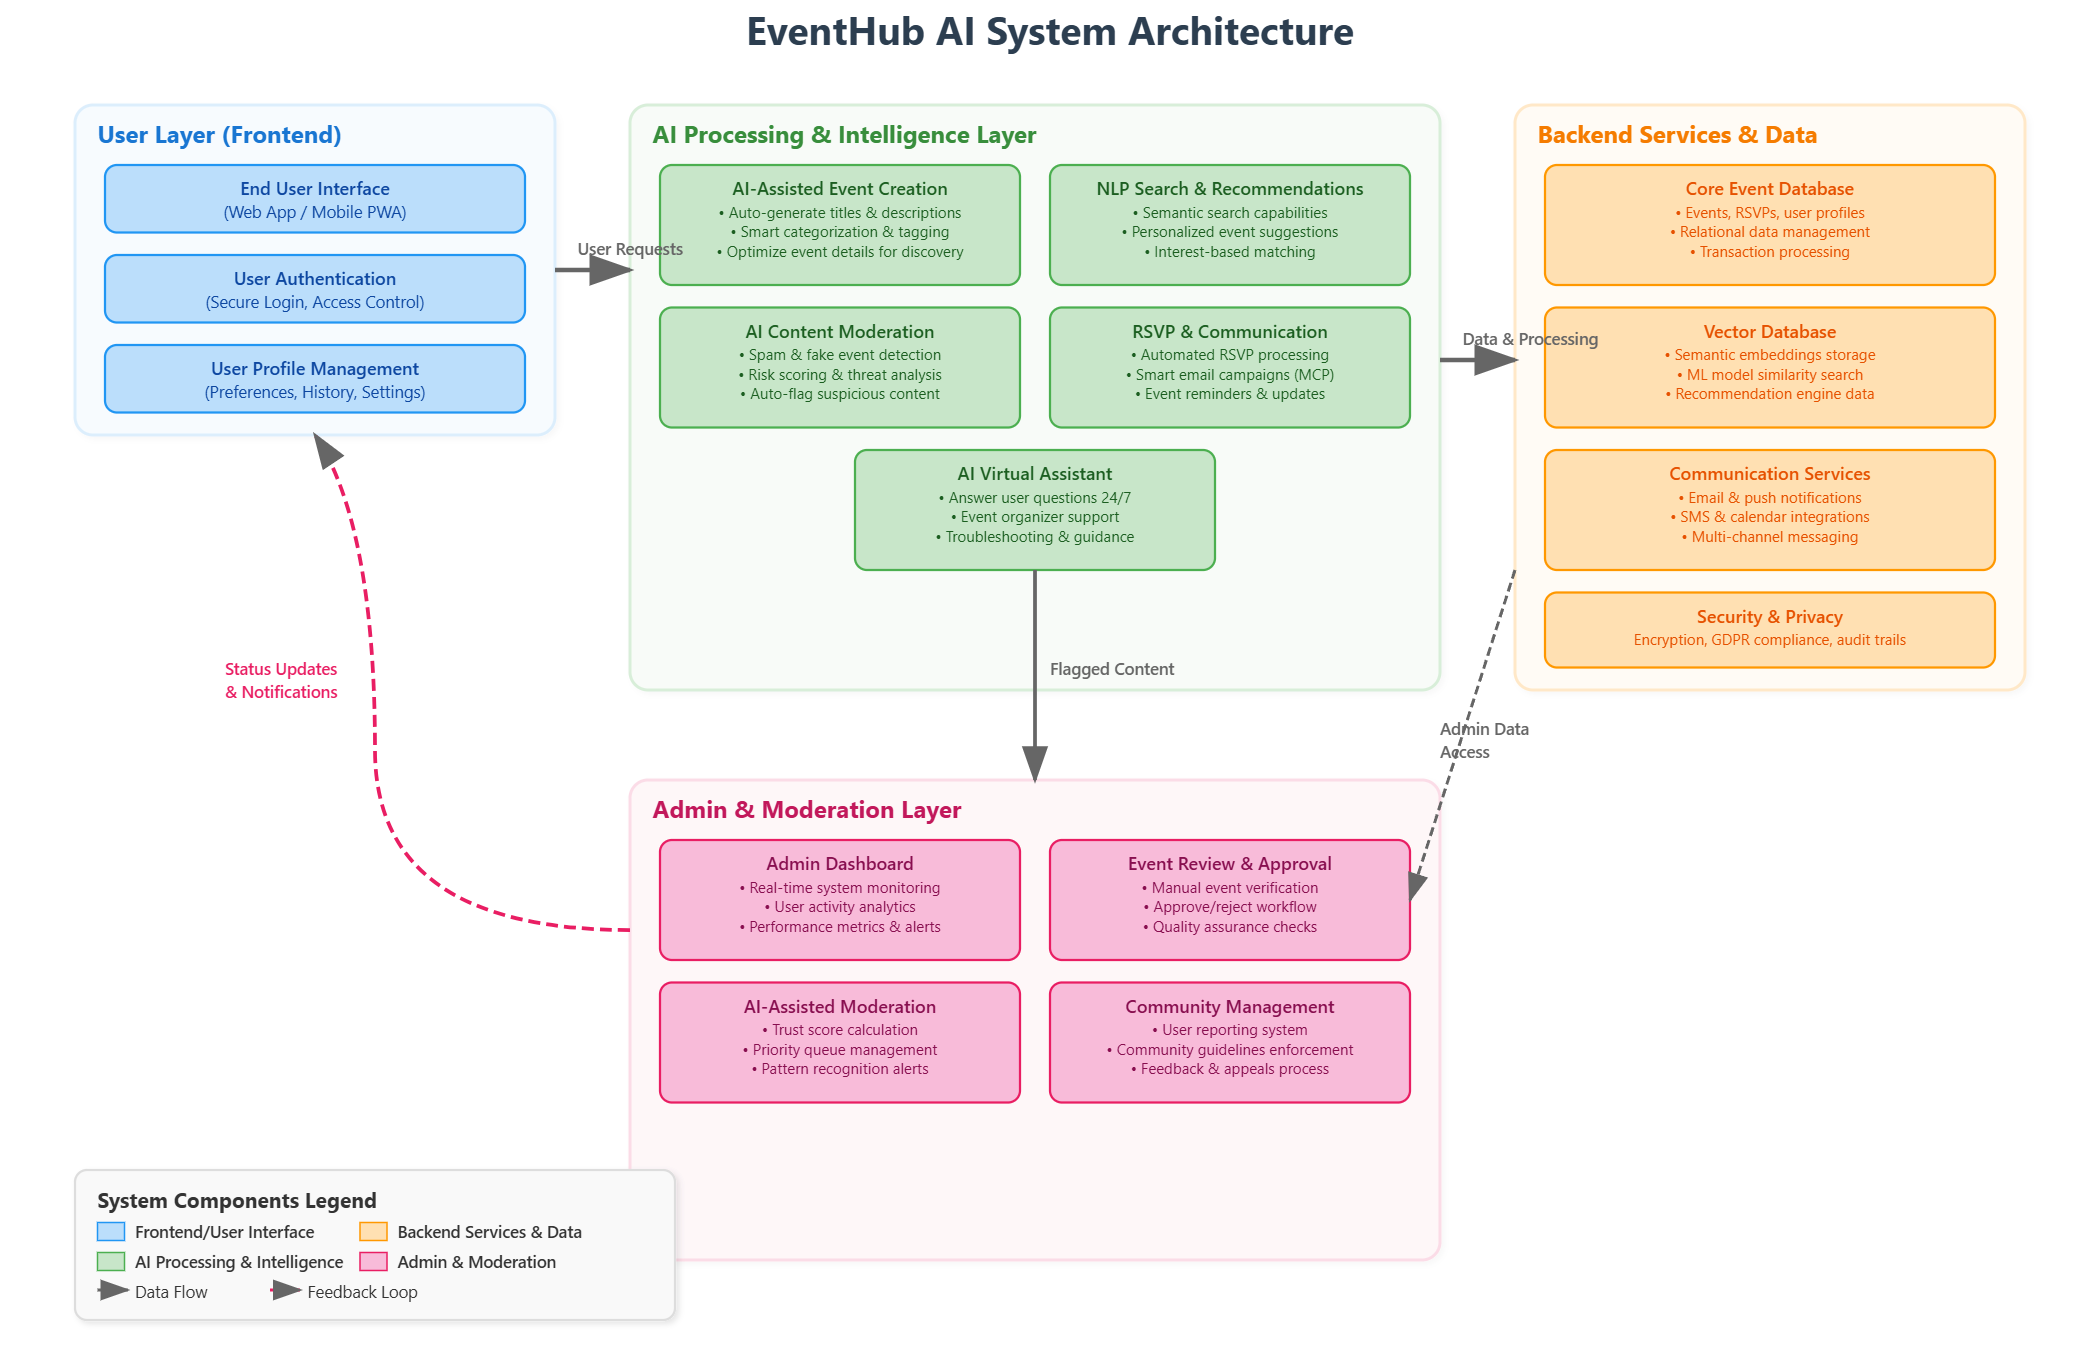 EventHub AI System Architecture
User Layer (Frontend)
End User Interface
(Web App / Mobile PWA)
User Authentication
(Secure Login, Access Control)
User Profile Management
(Preferences, History, Settings)
User Requests
AI Processing & Intelligence Layer
AI-Assisted Event Creation
• Auto-generate titles & descriptions
• Smart categorization & tagging
• Optimize event details for discovery
NLP Search & Recommendations
• Semantic search capabilities
• Personalized event suggestions
• Interest-based matching
AI Content Moderation
• Spam & fake event detection
• Risk scoring & threat analysis
• Auto-flag suspicious content
RSVP & Communication
• Automated RSVP processing
• Smart email campaigns (MCP)
• Event reminders & updates
AI Virtual Assistant
• Answer user questions 24/7
• Event organizer support
• Troubleshooting & guidance
Data & Processing
Backend Services & Data
Core Event Database
• Events, RSVPs, user profiles
• Relational data management
• Transaction processing
Vector Database
• Semantic embeddings storage
• ML model similarity search
• Recommendation engine data
Communication Services
• Email & push notifications
• SMS & calendar integrations
• Multi-channel messaging
Security & Privacy
Encryption, GDPR compliance, audit trails
Status Updates
& Notifications
Flagged Content
Admin Data
Access
Admin & Moderation Layer
Admin Dashboard
• Real-time system monitoring
• User activity analytics
• Performance metrics & alerts
Event Review & Approval
• Manual event verification
• Approve/reject workflow
• Quality assurance checks
AI-Assisted Moderation
• Trust score calculation
• Priority queue management
• Pattern recognition alerts
Community Management
• User reporting system
• Community guidelines enforcement
• Feedback & appeals process
System Components Legend
Frontend/User Interface
Backend Services & Data
AI Processing & Intelligence
Admin & Moderation
Data Flow
Feedback Loop